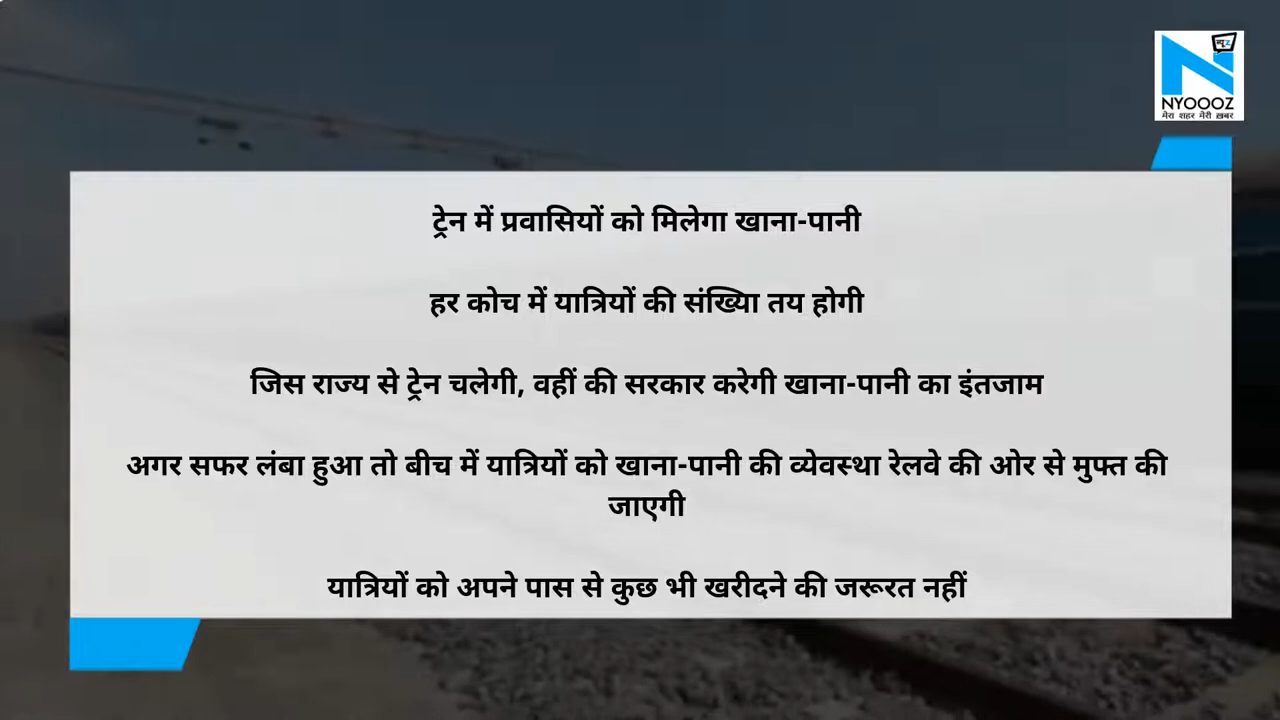 न्यूज़
NYOOOZ
मेरा शहर मेरी ख़बर
ट्रेन में प्रवासियों को मिलेगा खाना-पानी
हर कोच में यात्रियों की संख्यिा तय होगी
जिस राज्य से ट्रेन चलेगी, वहीं की सरकार करेगी खाना-पानी का इंतजाम
अगर सफर लंबा हुआ तो बीच में यात्रियों को खाना-पानी की व्येवस्था रेलवे की ओर से मुफ्त की
जाएगी
यात्रियों को अपने पास से कुछ भी खरीदने की जरूरत नहीं